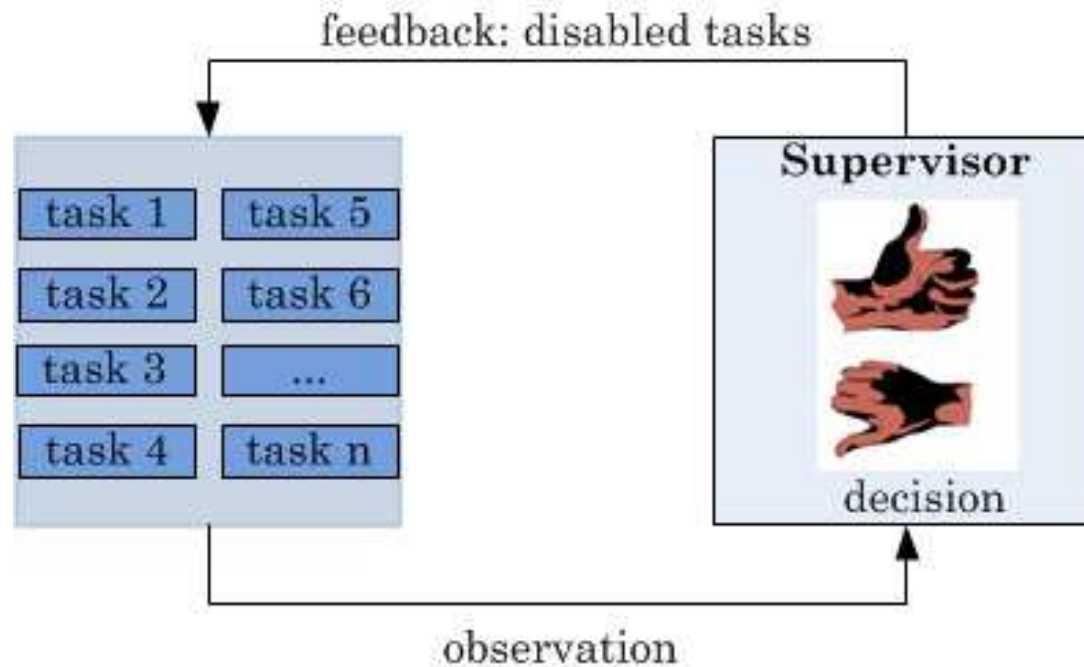 feedback: disabled tasks
Supervisor
task 1
task 5
task 2
task 6
task 3
...
task 4
task n
decision
observation